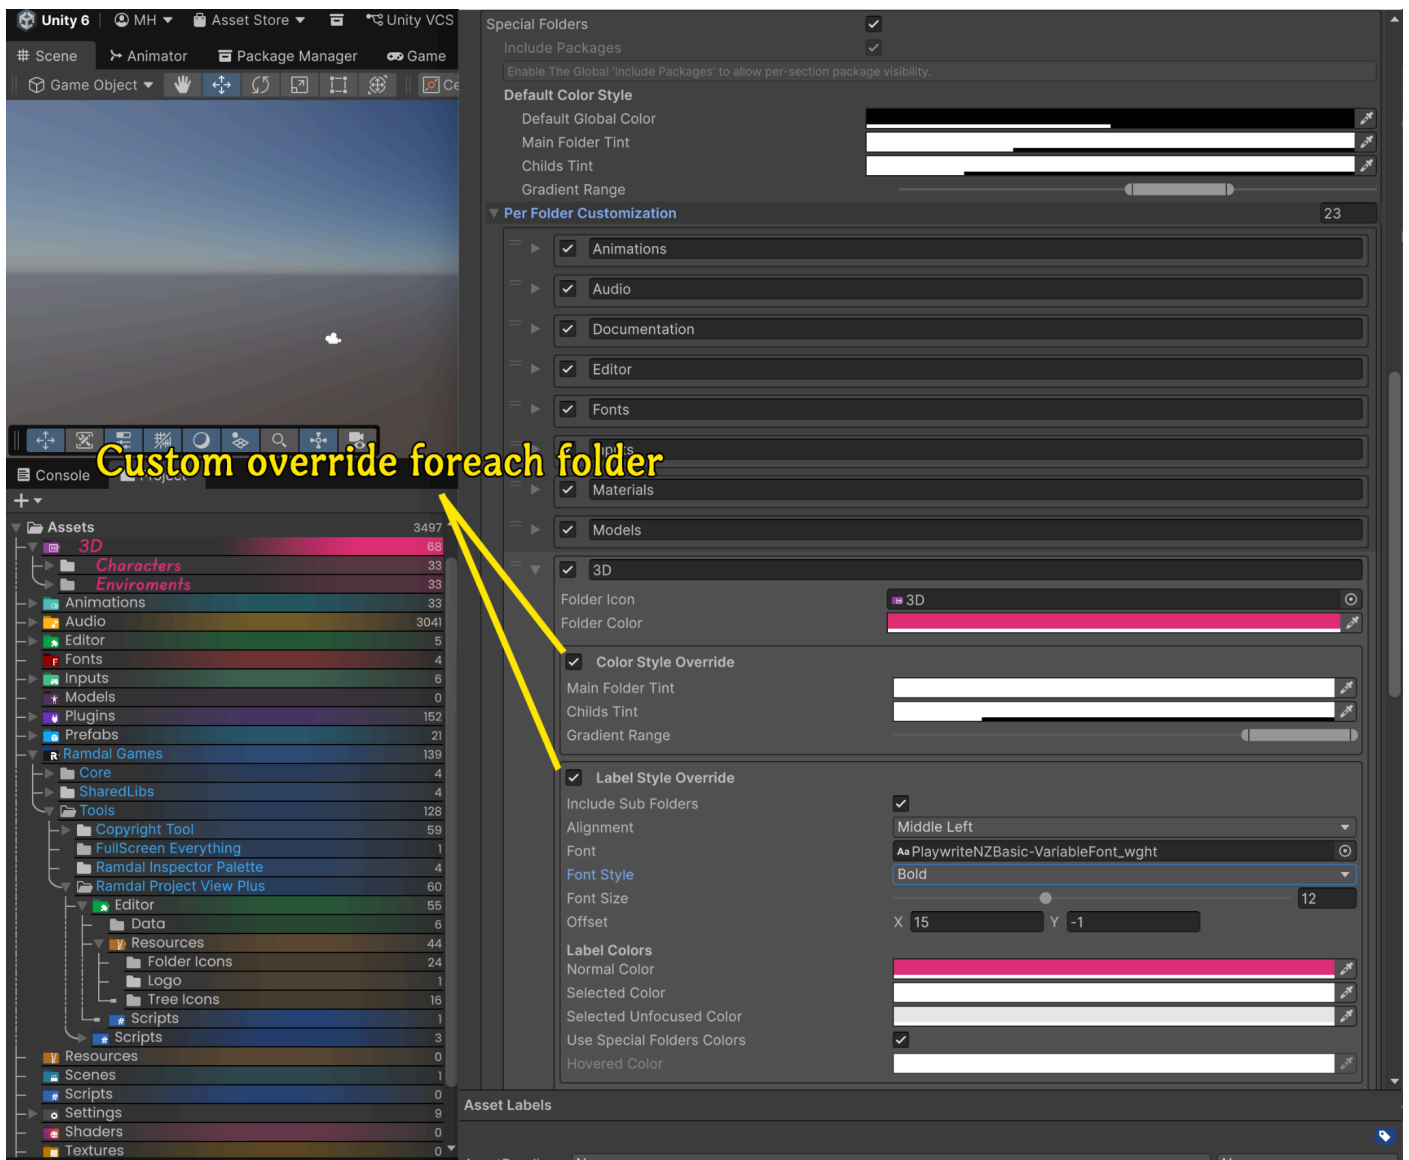 Unity 6 MH Asset Store Unity VCS
# Scene Animator Package Manager Game
Game Object Ce
Special Folders
Include Packages
Enable The Global 'Include Packages' to allow per-section package visibility.
Default Color Style
Default Global Color
Main Folder Tint
Childs Tint
Gradient Range
Per Folder Customization 23
Animations
Audio
Documentation
Editor
Fonts
Custom override foreach folder
Materials
Models
3D
Folder Icon 3D
Folder Color
Color Style Override
Main Folder Tint
Childs Tint
Gradient Range
Label Style Override
Include Sub Folders
Alignment Middle Left
Font Aa PlaywriteNZBasic-VariableFont_wght
Font Style Bold
Font Size 12
Offset X 15 Y -1
Label Colors
Normal Color
Selected Color
Selected Unfocused Color
Use Special Folders Colors
Hovered Color
Asset Labels
Console Project
Assets 3497
3D 68
Characters 33
Enviroments 33
Animations 33
Audio 3041
Editor 5
Fonts 4
Inputs 6
Models 0
Plugins 152
Prefabs 21
Ramdal Games 139
Core 4
SharedLibs 4
Tools 128
Copyright Tool 59
FullScreen Everything 1
Ramdal Inspector Palette 4
Ramdal Project View Plus 60
Editor 55
Data 6
Resources 44
Folder Icons 24
Logo 1
Tree Icons 16
Scripts 1
Scripts 3
Resources 0
Scenes 1
Scripts 0
Settings 9
Shaders 0
Textures 0